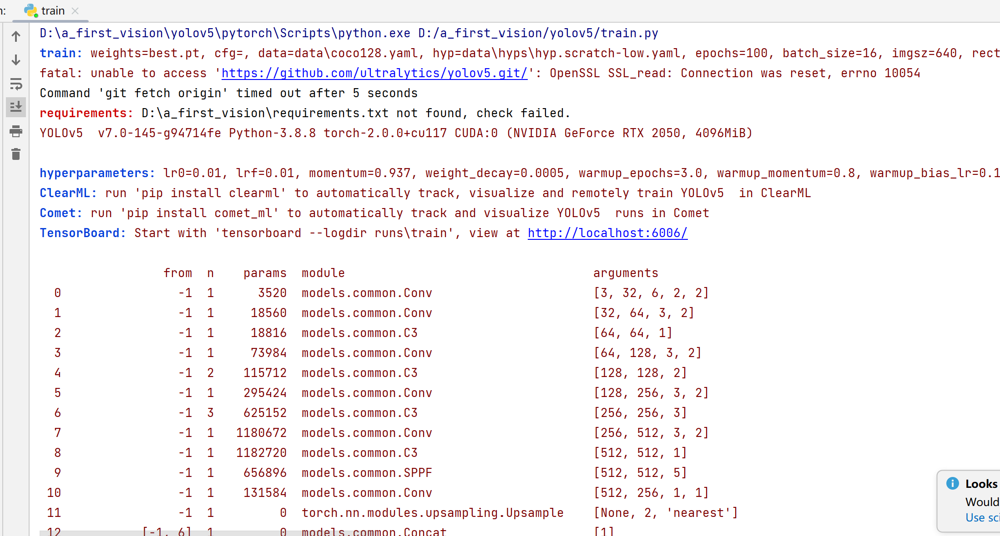 n:  train
D:\a_first_vision\yolov5\pytorch\Scripts\python.exe D:/a_first_vision/yolov5/train.py
train: weights=best.pt, cfg=, data=data\coco128.yaml, hyp=data\hyps\hyp.scratch-low.yaml, epochs=100, batch_size=16, imgsz=640, rect
fatal: unable to access 'https://github.com/ultralytics/yolov5.git/': OpenSSL SSL_read: Connection was reset, errno 10054
Command 'git fetch origin' timed out after 5 seconds
requirements: D:\a_first_vision\requirements.txt not found, check failed.
YOLOv5  v7.0-145-g94714fe Python-3.8.8 torch-2.0.0+cu117 CUDA:0 (NVIDIA GeForce RTX 2050, 4096MiB)
hyperparameters: lr0=0.01, lrf=0.01, momentum=0.937, weight_decay=0.0005, warmup_epochs=3.0, warmup_momentum=0.8, warmup_bias_lr=0.1
ClearML: run 'pip install clearml' to automatically track, visualize and remotely train YOLOv5  in ClearML
Comet: run 'pip install comet_ml' to automatically track and visualize YOLOv5  runs in Comet
TensorBoard: Start with 'tensorboard --logdir runs\train', view at http://localhost:6006/
from  n    params  module                                  arguments
0                -1  1      3520  models.common.Conv                      [3, 32, 6, 2, 2]
1                -1  1     18560  models.common.Conv                      [32, 64, 3, 2]
2                -1  1     18816  models.common.C3                        [64, 64, 1]
3                -1  1     73984  models.common.Conv                      [64, 128, 3, 2]
4                -1  2    115712  models.common.C3                        [128, 128, 2]
5                -1  1    295424  models.common.Conv                      [128, 256, 3, 2]
6                -1  3    625152  models.common.C3                        [256, 256, 3]
7                -1  1   1180672  models.common.Conv                      [256, 512, 3, 2]
8                -1  1   1182720  models.common.C3                        [512, 512, 1]
9                -1  1    656896  models.common.SPPF                      [512, 512, 5]
10                -1  1    131584  models.common.Conv                      [512, 256, 1, 1]
11                -1  1         0  torch.nn.modules.upsampling.Upsample    [None, 2, 'nearest']
12           [-1, 6]  1         0  models.common.Concat                    [1]
Looks
Would
Use sci